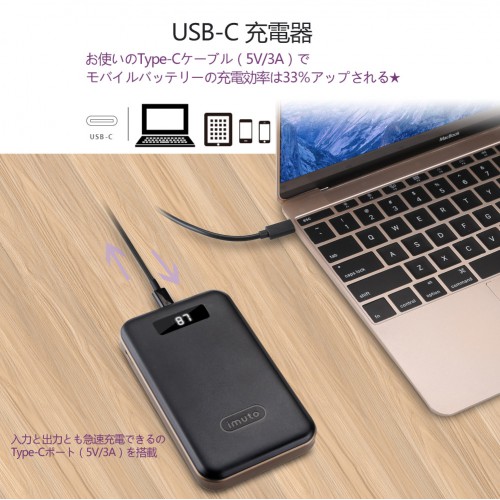 USB-C 充電器
お使いのType-Cケーブル（5V/3A）で
モバイルバッテリーの充電効率は33%アップされる★
USB-C
MacBook
87
imuto
入力と出力とも急速充電できるの
Type-Cポート（5V/3A）を搭載